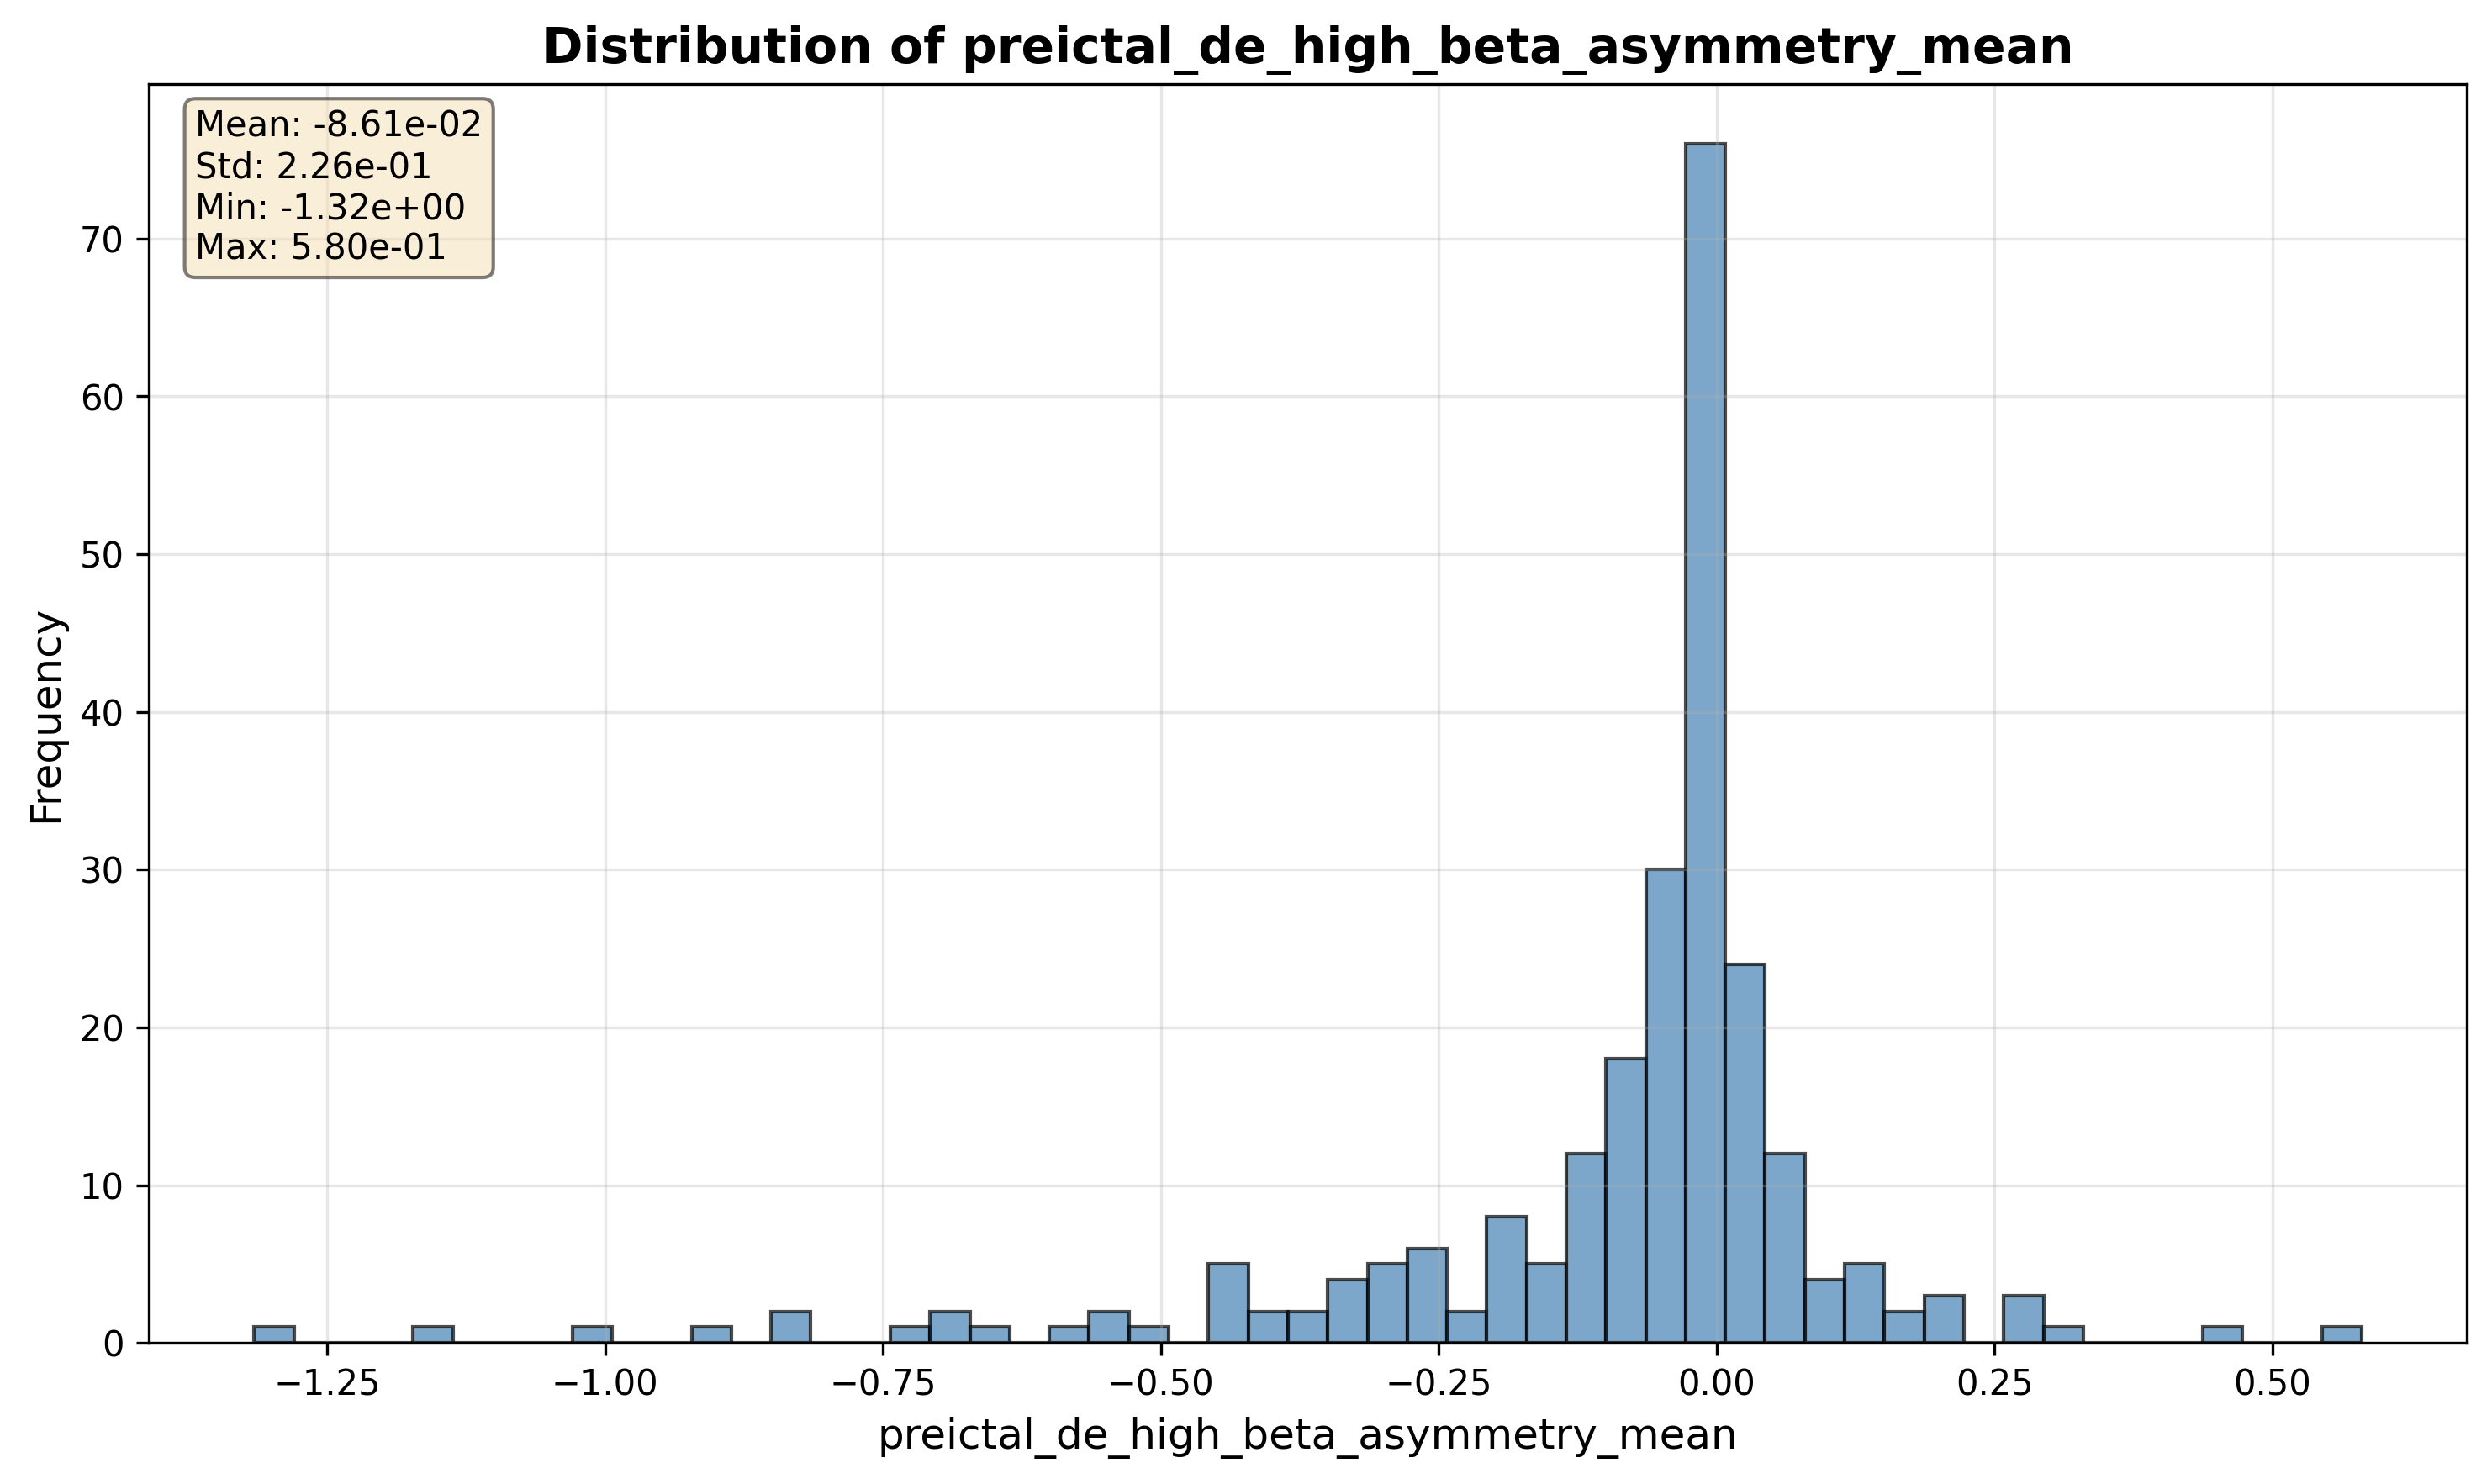 Distribution of preictal_de_high_beta_asymmetry_mean
Mean: -8.61e-02
Std: 2.26e-01
Min: -1.32e+00
Max: 5.80e-01
Frequency
70
60
50
40
30
20
10
0
−1.25 −1.00 −0.75 −0.50 −0.25 0.00 0.25 0.50
preictal_de_high_beta_asymmetry_mean